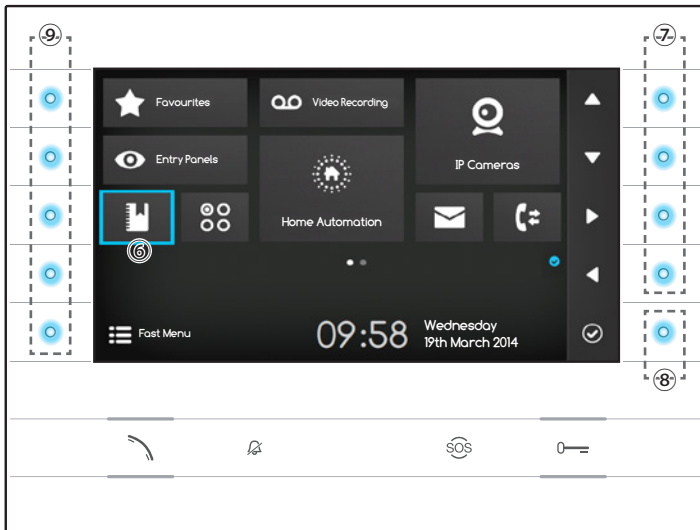 ⑨ ⑦
Favourites Video Recording
Entry Panels IP Cameras
Home Automation
⑥
Fast Menu 09:58 Wednesday
19th March 2014
⑧
SOS